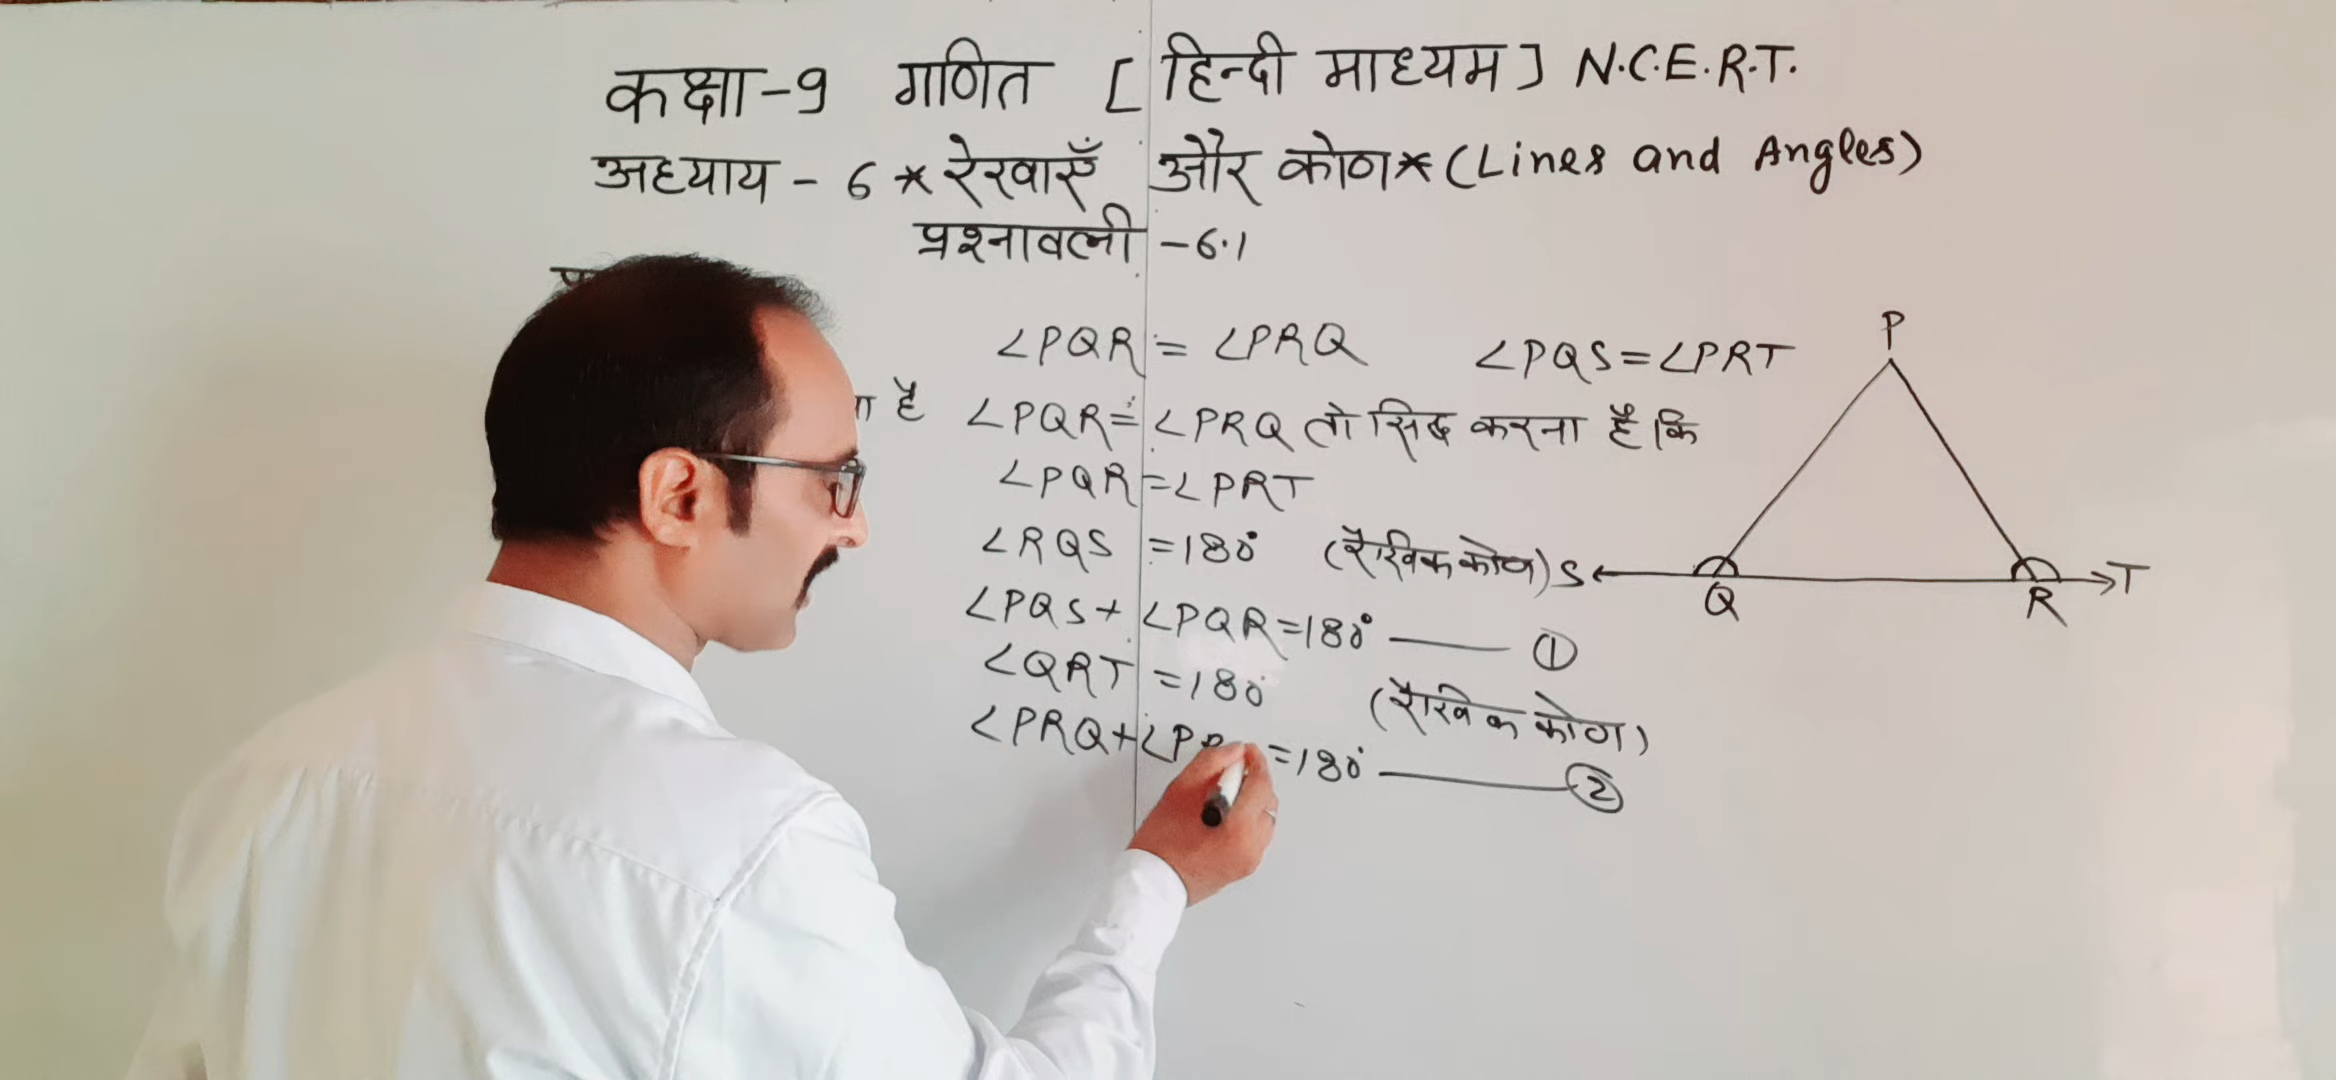 कक्षा-9 गणित [हिन्दी माध्यम] N.C.E.R.T.
अध्याय - 6 * रेखाएँ और कोण * (Lines and Angles)
प्रश्नावली - 6.1
∠PQR = ∠PRQ ∠PQS = ∠PRT
है ∠PQR = ∠PRQ तो सिद्ध करना है कि
∠PQR = ∠PRT
∠RQS = 180° (रैखिक कोण)
∠PQS + ∠PQR = 180° ——— ①
∠QRT = 180° (रैखिक कोण)
∠PRQ + ∠PR = 180° ——— ②
P
S Q R T